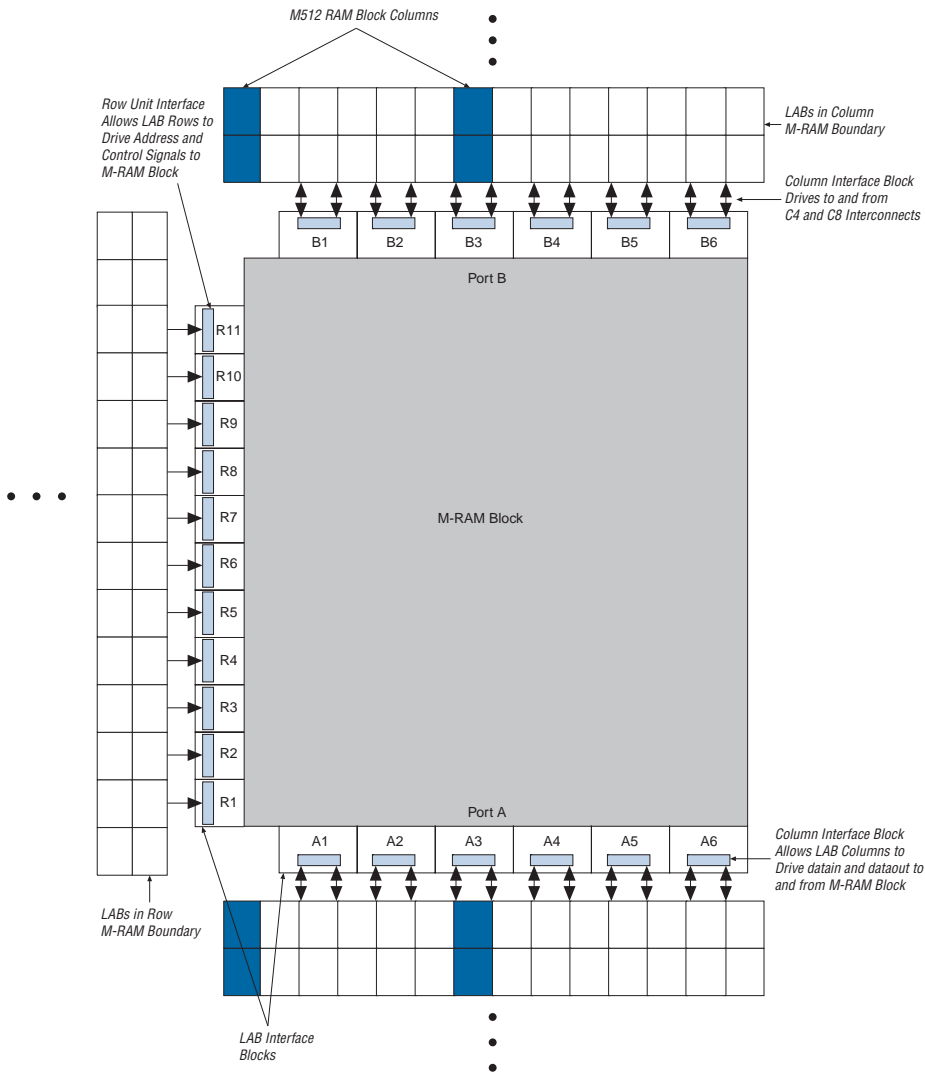 M512 RAM Block Columns
Row Unit Interface
Allows LAB Rows to
Drive Address and
Control Signals to
M-RAM Block
LABs in Column
M-RAM Boundary
Column Interface Block
Drives to and from
C4 and C8 Interconnects
B1 B2 B3 B4 B5 B6
Port B
R11
R10
R9
R8
R7
M-RAM Block
R6
R5
R4
R3
R2
R1
Port A
A1 A2 A3 A4 A5 A6
Column Interface Block
Allows LAB Columns to
Drive datain and dataout to
and from M-RAM Block
LABs in Row
M-RAM Boundary
LAB Interface
Blocks